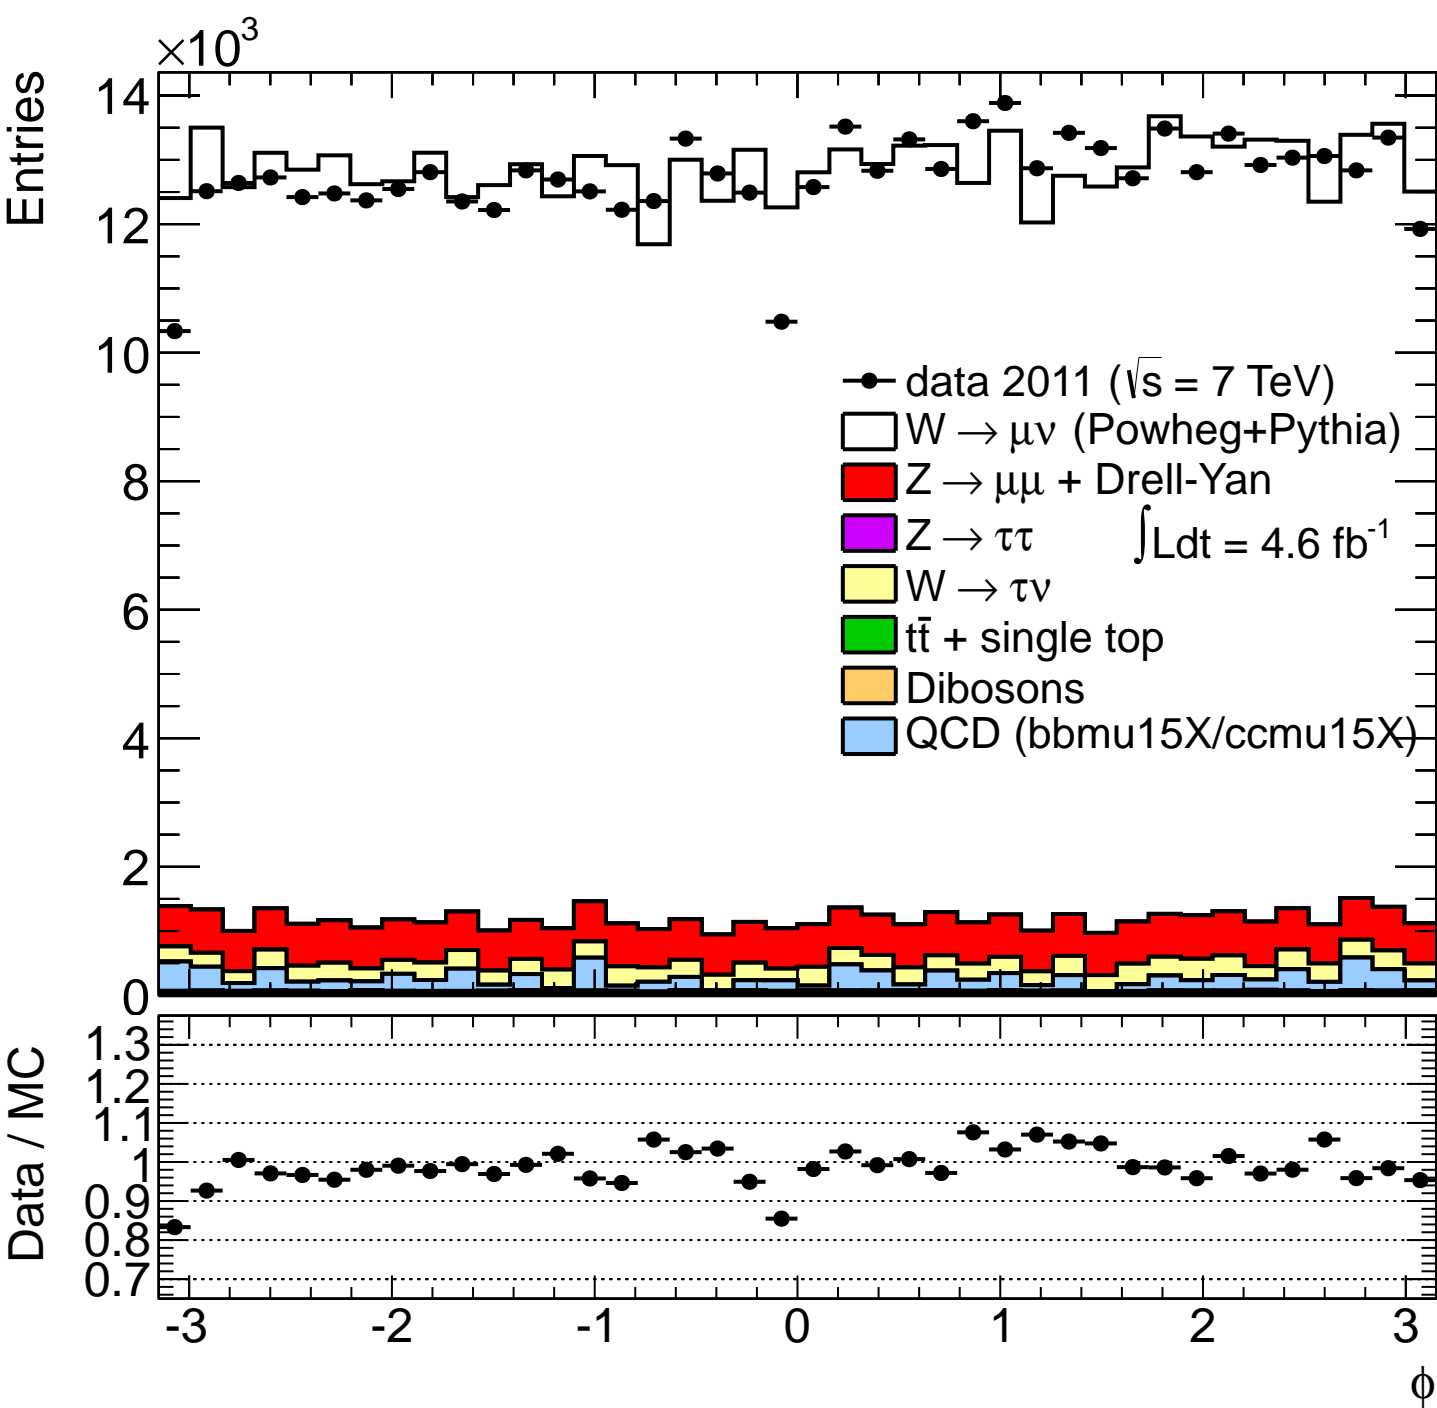 ×10³
Entries
14
12
10
8
6
4
2
0
data 2011 (√s = 7 TeV)
W → μν (Powheg+Pythia)
Z → μμ + Drell-Yan
Z → ττ
∫Ldt = 4.6 fb⁻¹
W → τν
tt̄ + single top
Dibosons
QCD (bbmu15X/ccmu15X)
Data / MC
1.3
1.2
1.1
1
0.9
0.8
0.7
-3 -2 -1 0 1 2 3
ϕ